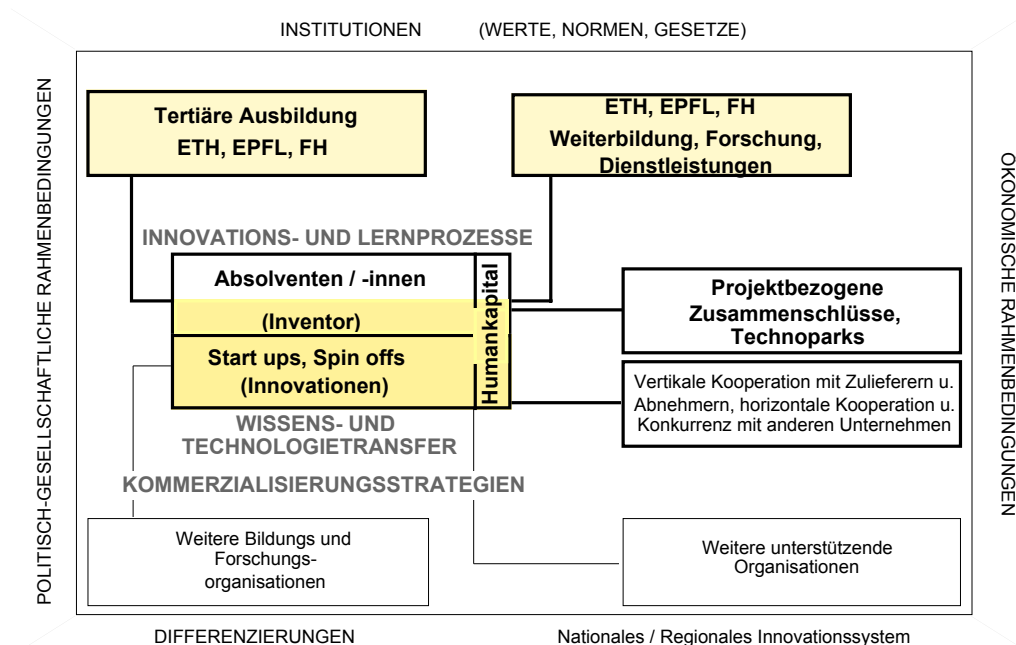 INSTITUTIONEN (WERTE, NORMEN, GESETZE)
POLITISCH-GESELLSCHAFTLICHE RAHMENBEDINGUNGEN
Tertiäre Ausbildung
ETH, EPFL, FH
ETH, EPFL, FH
Weiterbildung, Forschung,
Dienstleistungen
INNOVATIONS- UND LERNPROZESSE
Absolventen / -innen
(Inventor)
Start ups, Spin offs
(Innovationen)
Humankapital
Projektbezogene
Zusammenschlüsse,
Technoparks
Vertikale Kooperation mit Zulieferern u.
Abnehmern, horizontale Kooperation u.
Konkurrenz mit anderen Unternehmen
WISSENS- UND
TECHNOLOGIETRANSFER
KOMMERZIALISIERUNGSSTRATEGIEN
Weitere Bildungs und
Forschungs-
organisationen
Weitere unterstützende
Organisationen
OKONOMISCHE RAHMENBEDINGUNGEN
DIFFERENZIERUNGEN
Nationales / Regionales Innovationssystem